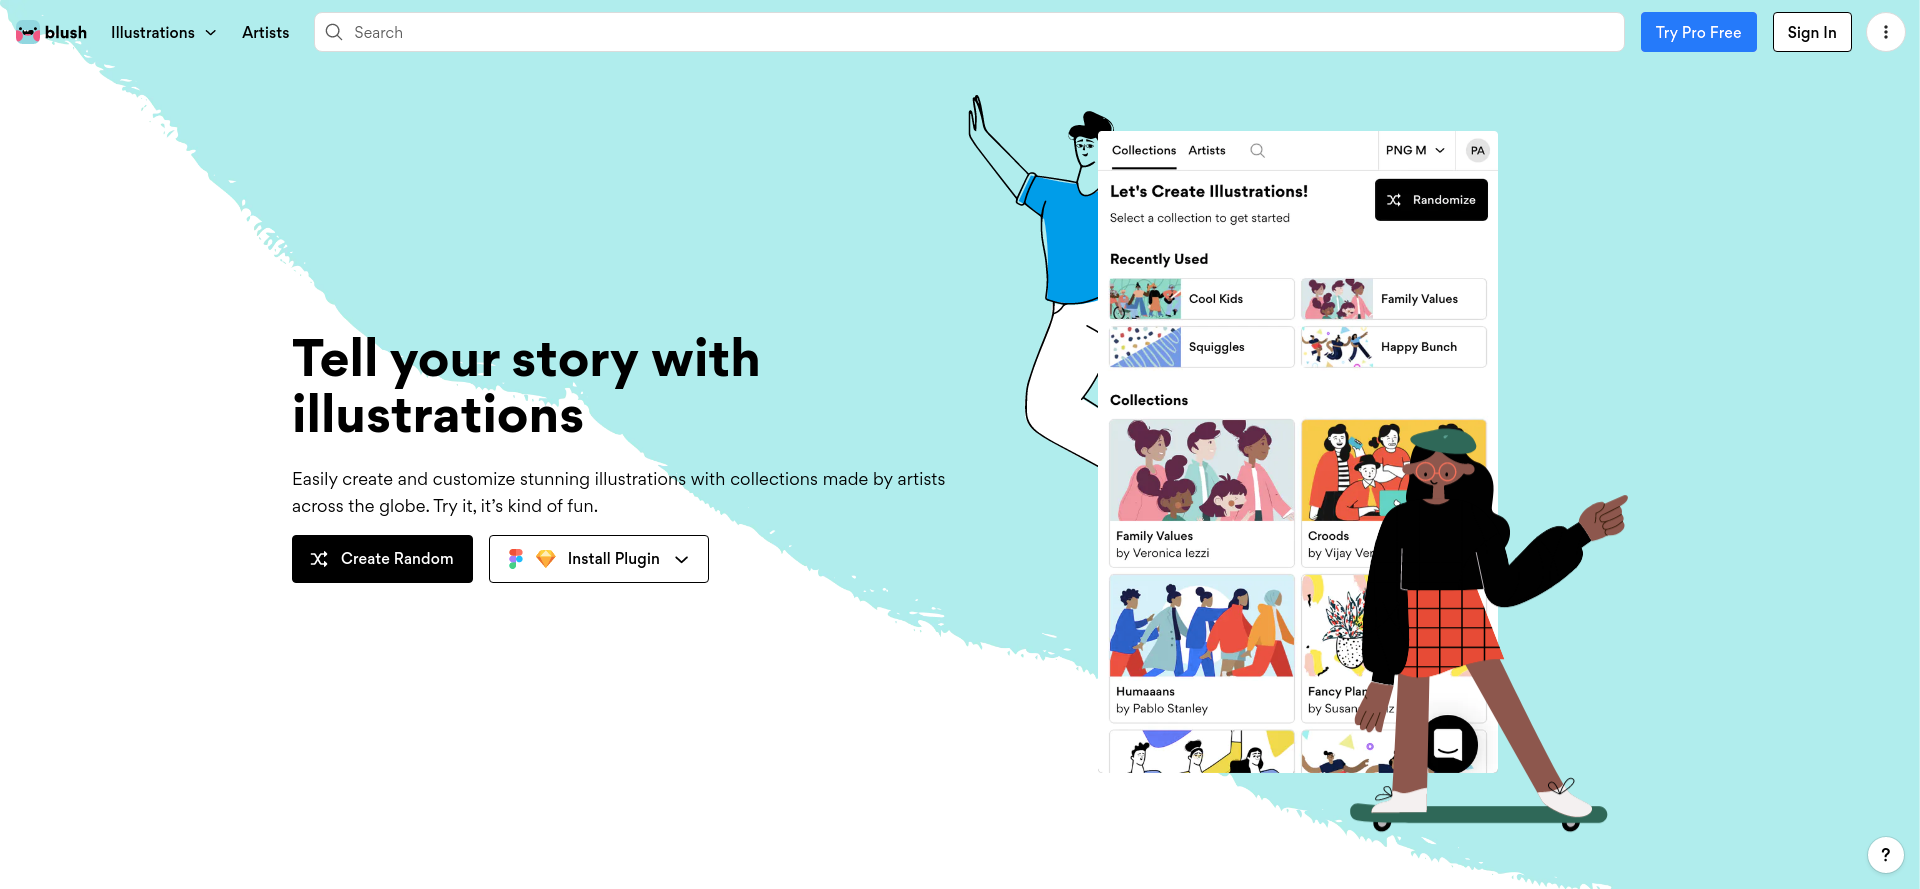 blush
Illustrations
Artists
Search
Try Pro Free
Sign In
Tell your story with
illustrations
Easily create and customize stunning illustrations with collections made by artists
across the globe. Try it, it’s kind of fun.
Create Random
Install Plugin
Collections
Artists
PNG M
PA
Let's Create Illustrations!
Select a collection to get started
Randomize
Recently Used
Cool Kids
Family Values
Squiggles
Happy Bunch
Collections
Family Values
by Veronica Iezzi
Croods
by Vijay Ver
Humaaans
by Pablo Stanley
Fancy Plan
by Susan
?